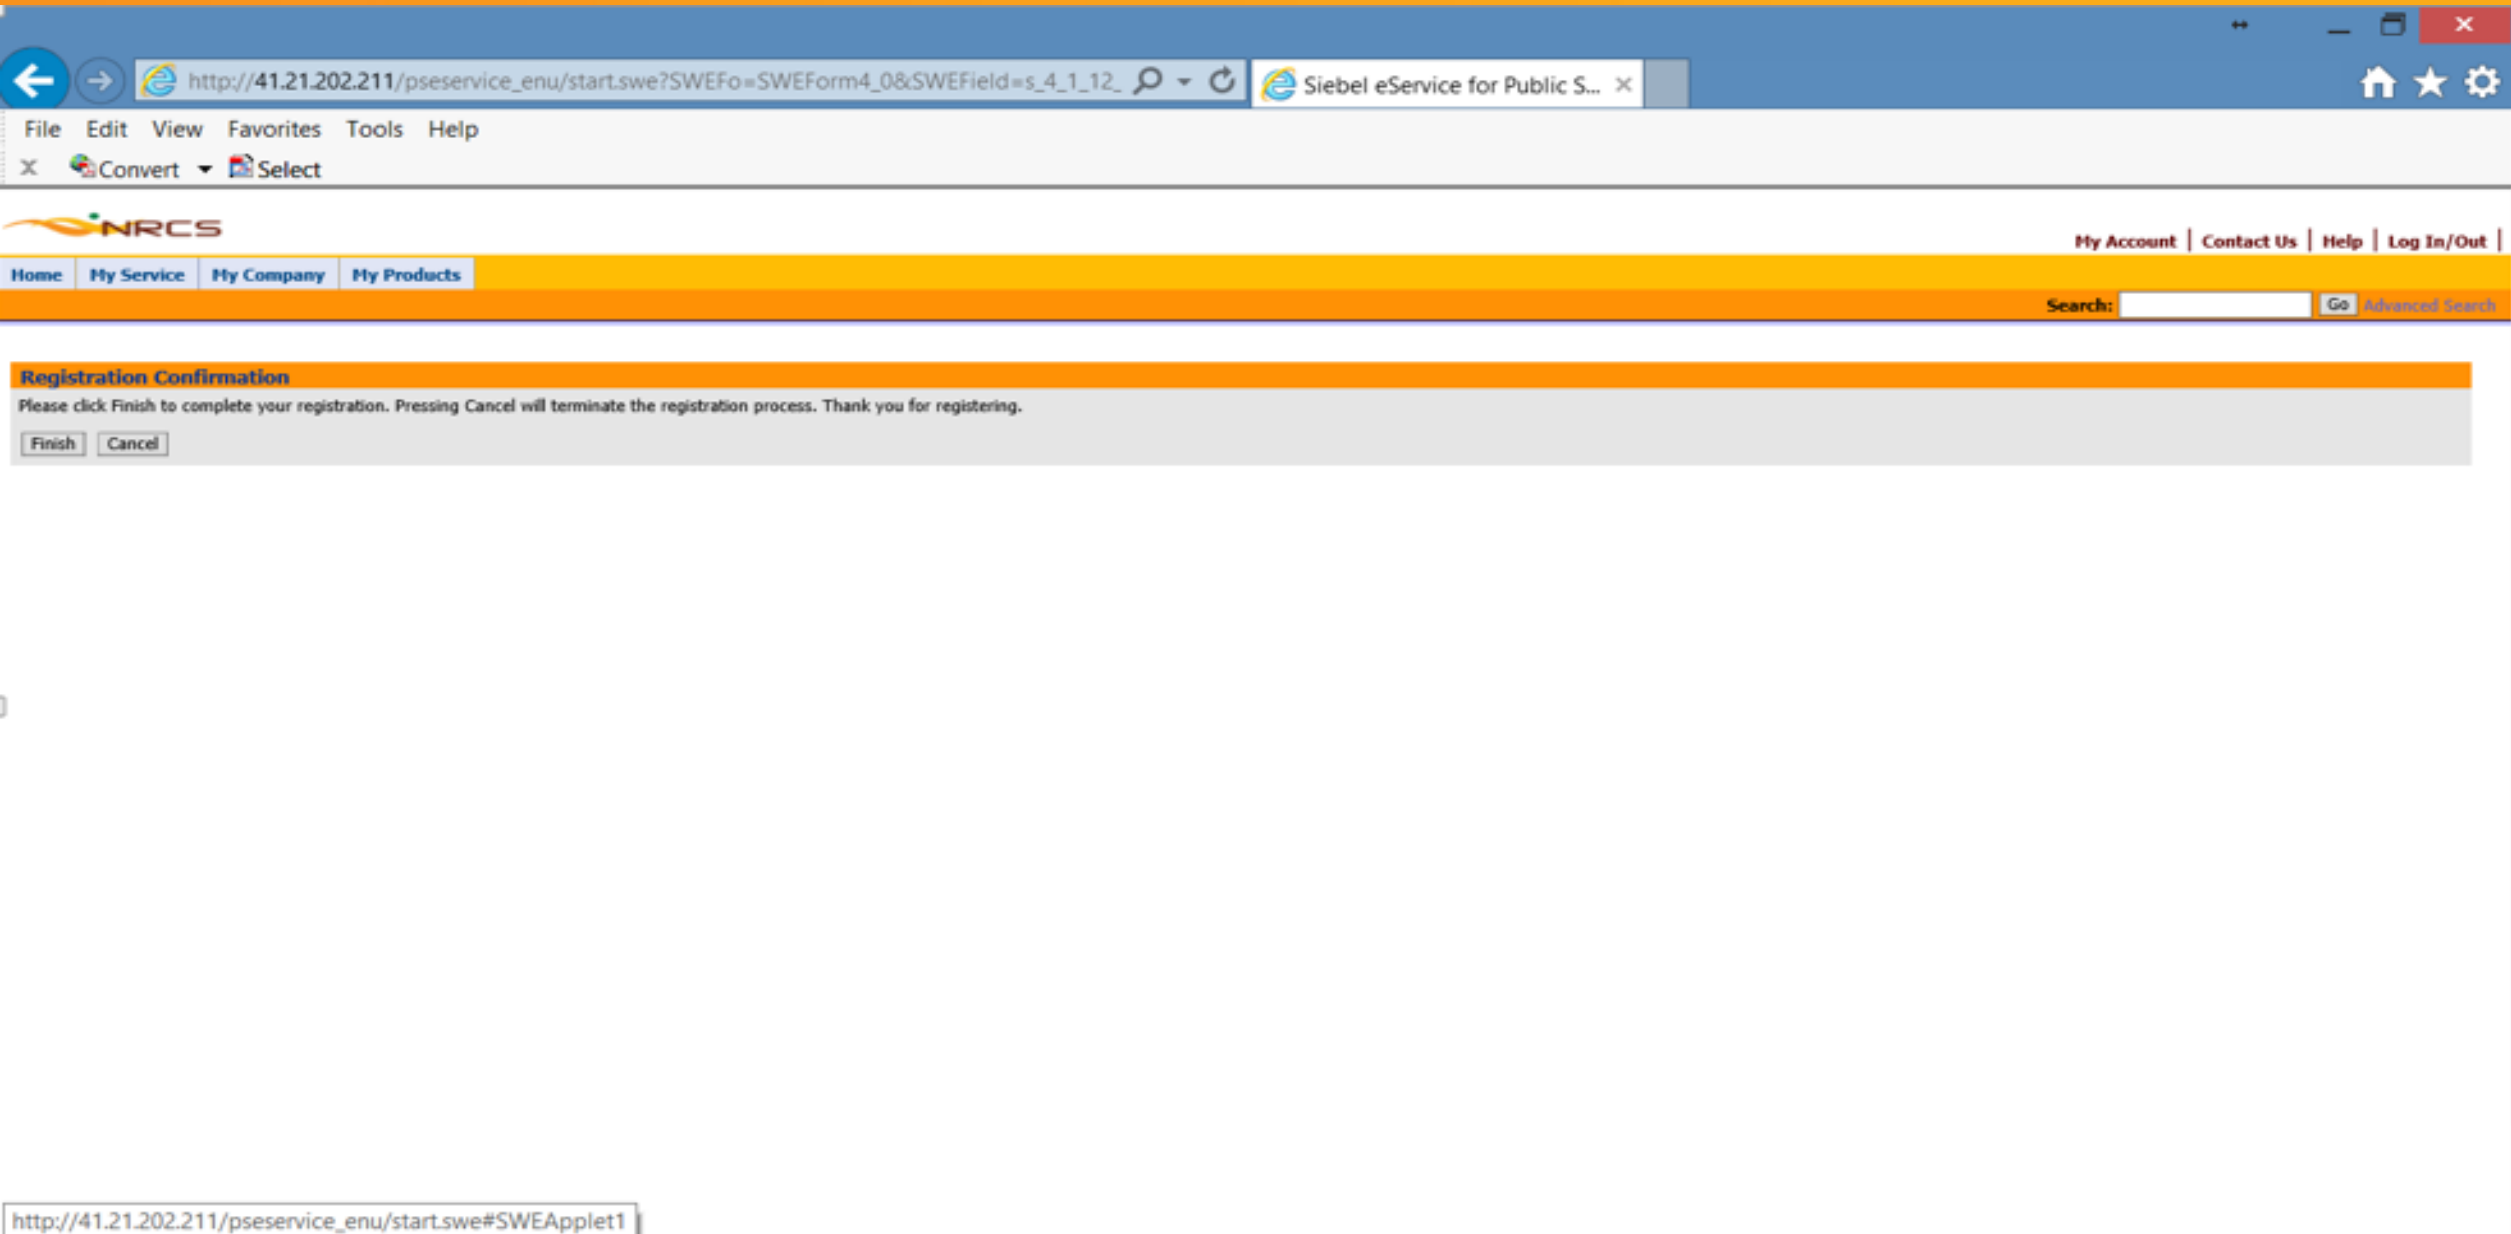 http://41.21.202.211/pseservice_enu/start.swe?SWEFo=SWEForm4_0&SWEField=s_4_1_12_
Siebel eService for Public S...
File Edit View Favorites Tools Help
x Convert Select
NRCS
My Account | Contact Us | Help | Log In/Out |
Home My Service My Company My Products
Search: Go Advanced Search
Registration Confirmation
Please click Finish to complete your registration. Pressing Cancel will terminate the registration process. Thank you for registering.
Finish Cancel
http://41.21.202.211/pseservice_enu/start.swe#SWEApplet1